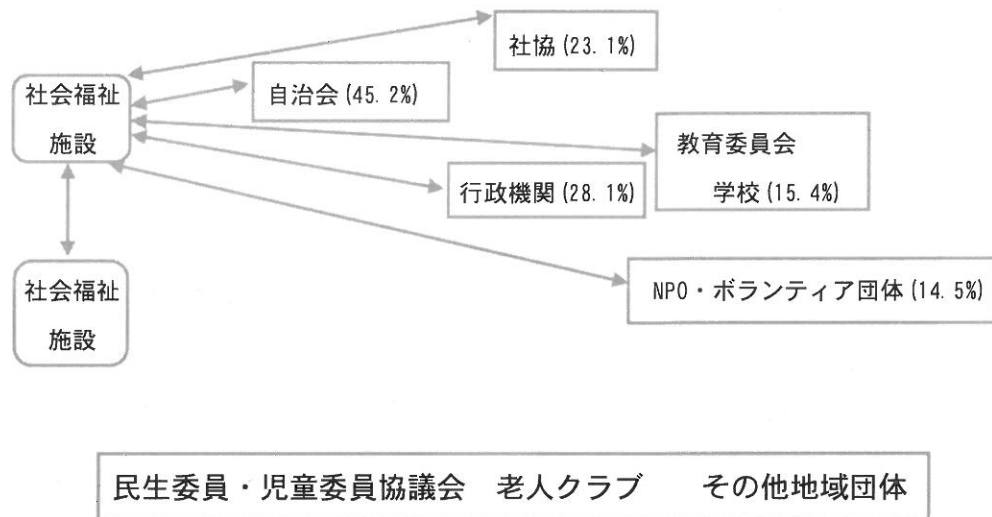 社協(23.1%)
社会福祉
施設
自治会(45.2%)
教育委員会
学校(15.4%)
行政機関(28.1%)
社会福祉
施設
NPO・ボランティア団体(14.5%)
民生委員・児童委員協議会 老人クラブ その他地域団体